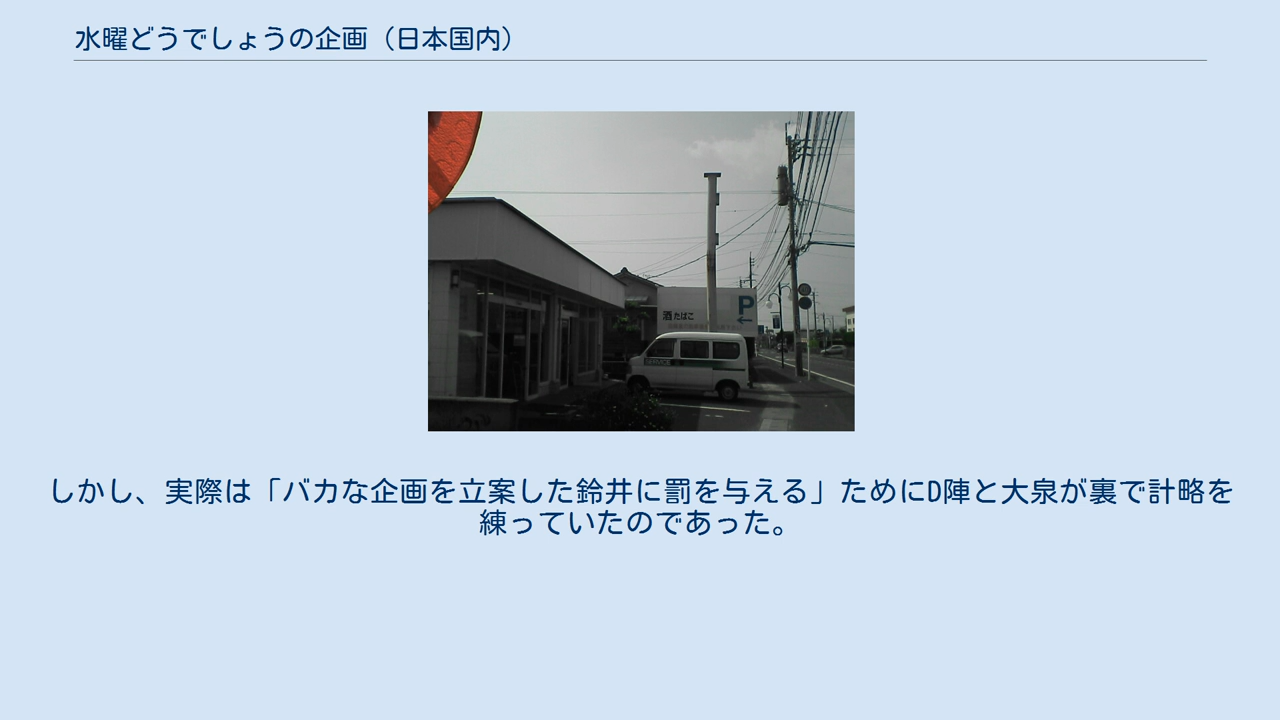 水曜どうでしょうの企画（日本国内）
酒 たばこ
P
←
SERVICE
しかし、実際は「バカな企画を立案した鈴井に罰を与える」ためにD陣と大泉が裏で計略を
練っていたのであった。